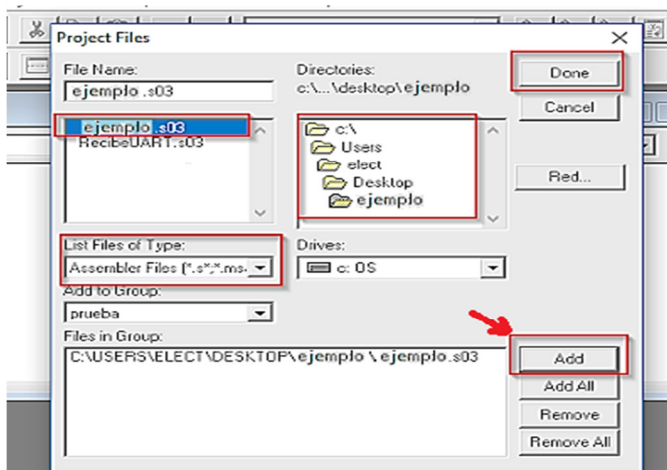 Project Files
File Name:
ejemplo .s03
ejemplo .s03
RecibeUART.s03
Directories:
c:\...\desktop\ejemplo
c:\
Users
elect
Desktop
ejemplo
Done
Cancel
Red...
List Files of Type:
Assembler Files (*.s*;*.ms
Drives:
c: OS
Add to Group:
prueba
Files in Group:
C:\USERS\ELECT\DESKTOP\ejemplo \ ejemplo.s03
Add
Add All
Remove
Remove All